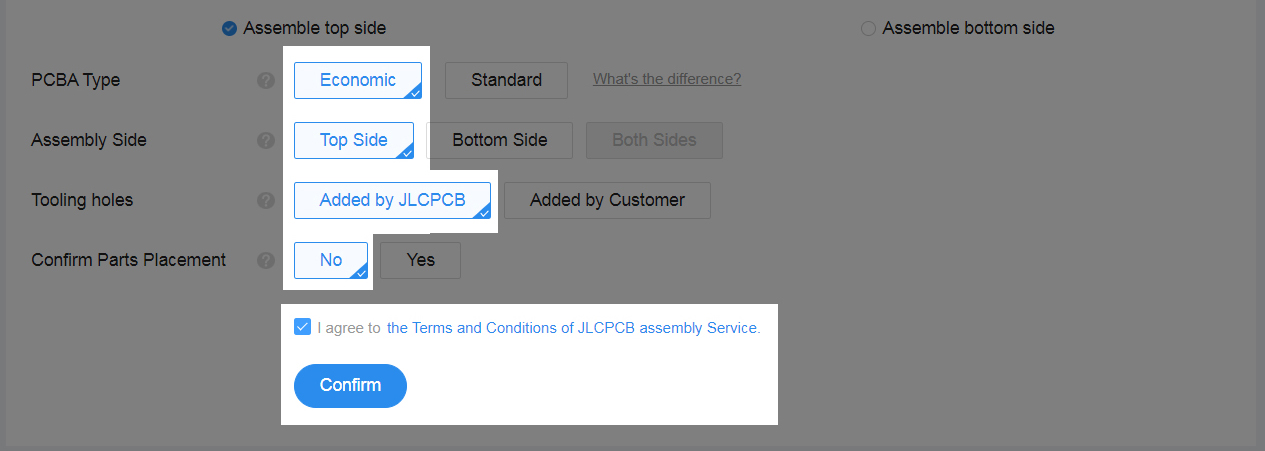 Assemble top side Assemble bottom side
PCBA Type ? Economic Standard What's the difference?
Assembly Side ? Top Side Bottom Side Both Sides
Tooling holes ? Added by JLCPCB Added by Customer
Confirm Parts Placement ? No Yes
I agree to the Terms and Conditions of JLCPCB assembly Service.
Confirm